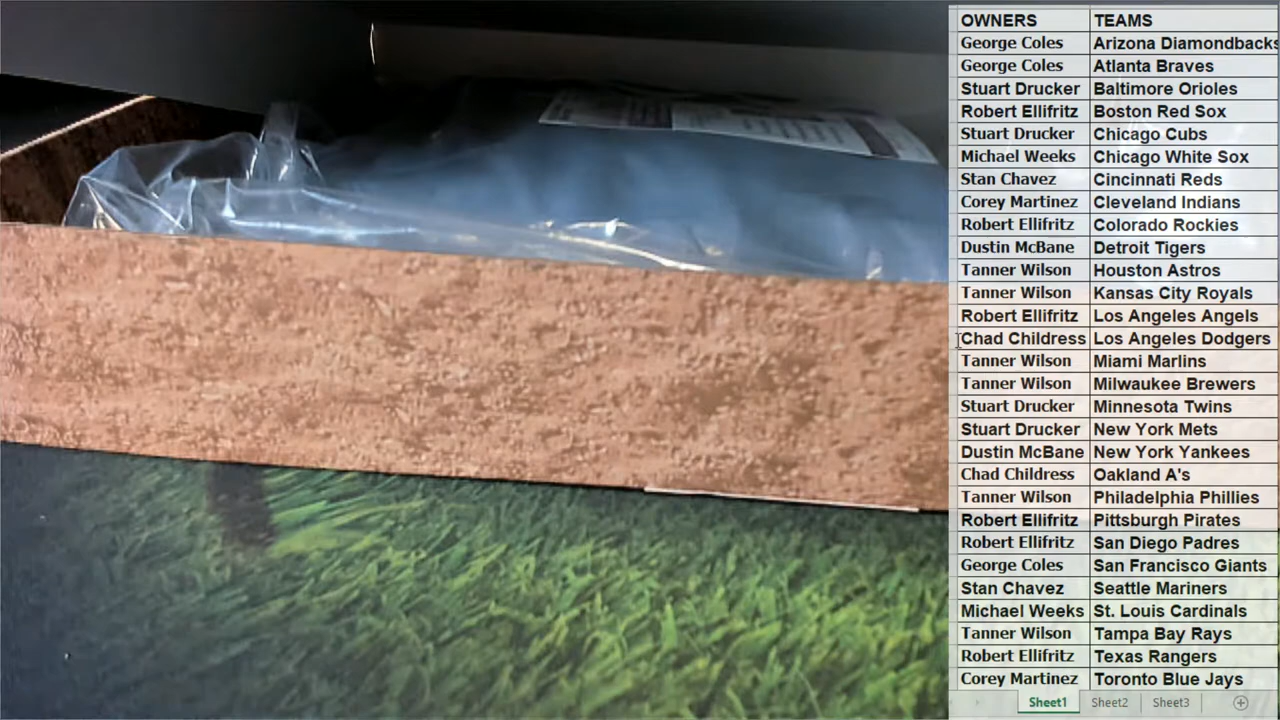 OWNERS TEAMS
George Coles Arizona Diamondbacks
George Coles Atlanta Braves
Stuart Drucker Baltimore Orioles
Robert Ellifritz Boston Red Sox
Stuart Drucker Chicago Cubs
Michael Weeks Chicago White Sox
Stan Chavez Cincinnati Reds
Corey Martinez Cleveland Indians
Robert Ellifritz Colorado Rockies
Dustin McBane Detroit Tigers
Tanner Wilson Houston Astros
Tanner Wilson Kansas City Royals
Robert Ellifritz Los Angeles Angels
Chad Childress Los Angeles Dodgers
Tanner Wilson Miami Marlins
Tanner Wilson Milwaukee Brewers
Stuart Drucker Minnesota Twins
Stuart Drucker New York Mets
Dustin McBane New York Yankees
Chad Childress Oakland A's
Tanner Wilson Philadelphia Phillies
Robert Ellifritz Pittsburgh Pirates
Robert Ellifritz San Diego Padres
George Coles San Francisco Giants
Stan Chavez Seattle Mariners
Michael Weeks St. Louis Cardinals
Tanner Wilson Tampa Bay Rays
Robert Ellifritz Texas Rangers
Corey Martinez Toronto Blue Jays
Sheet1 Sheet2 Sheet3